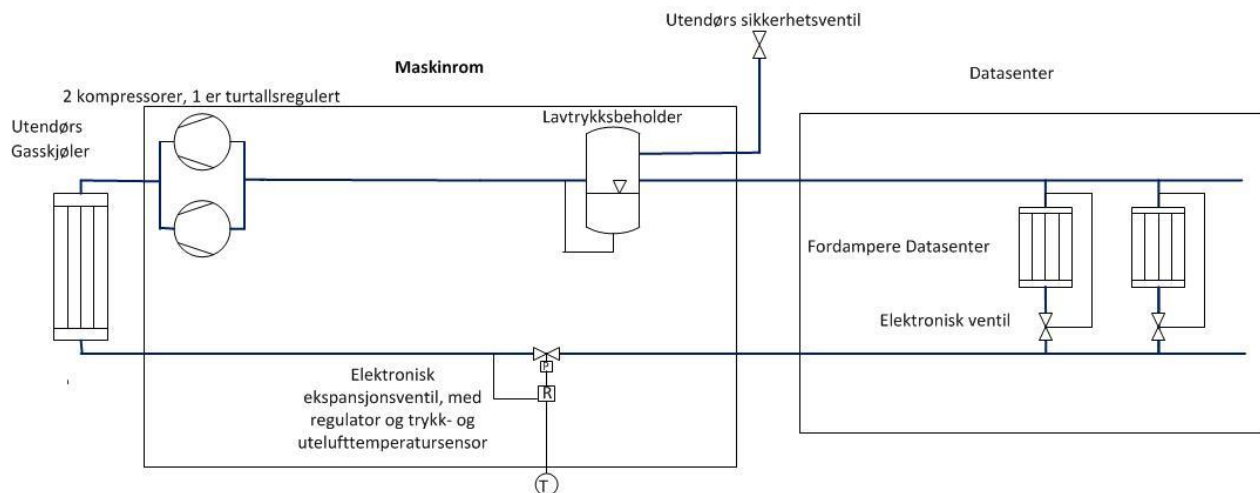 Utendørs sikkerhetsventil
Maskinrom
Datasenter
2 kompressorer, 1 er turtallsregulert
Utendørs
Gasskjøler
Lavtrykksbeholder
Fordampere Datasenter
Elektronisk ventil
Elektronisk
ekspansjonsventil, med
regulator og trykk- og
utelufttemperatursensor
P
R
T